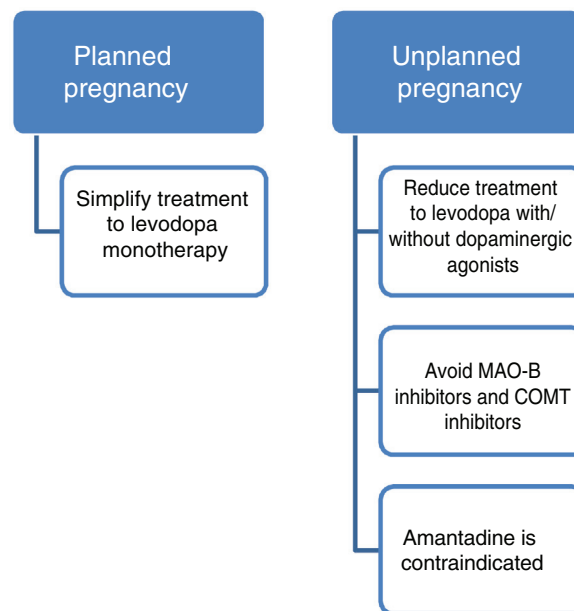 Planned
pregnancy
Simplify treatment
to levodopa
monotherapy
Unplanned
pregnancy
Reduce treatment
to levodopa with/
without dopaminergic
agonists
Avoid MAO-B
inhibitors and COMT
inhibitors
Amantadine is
contraindicated